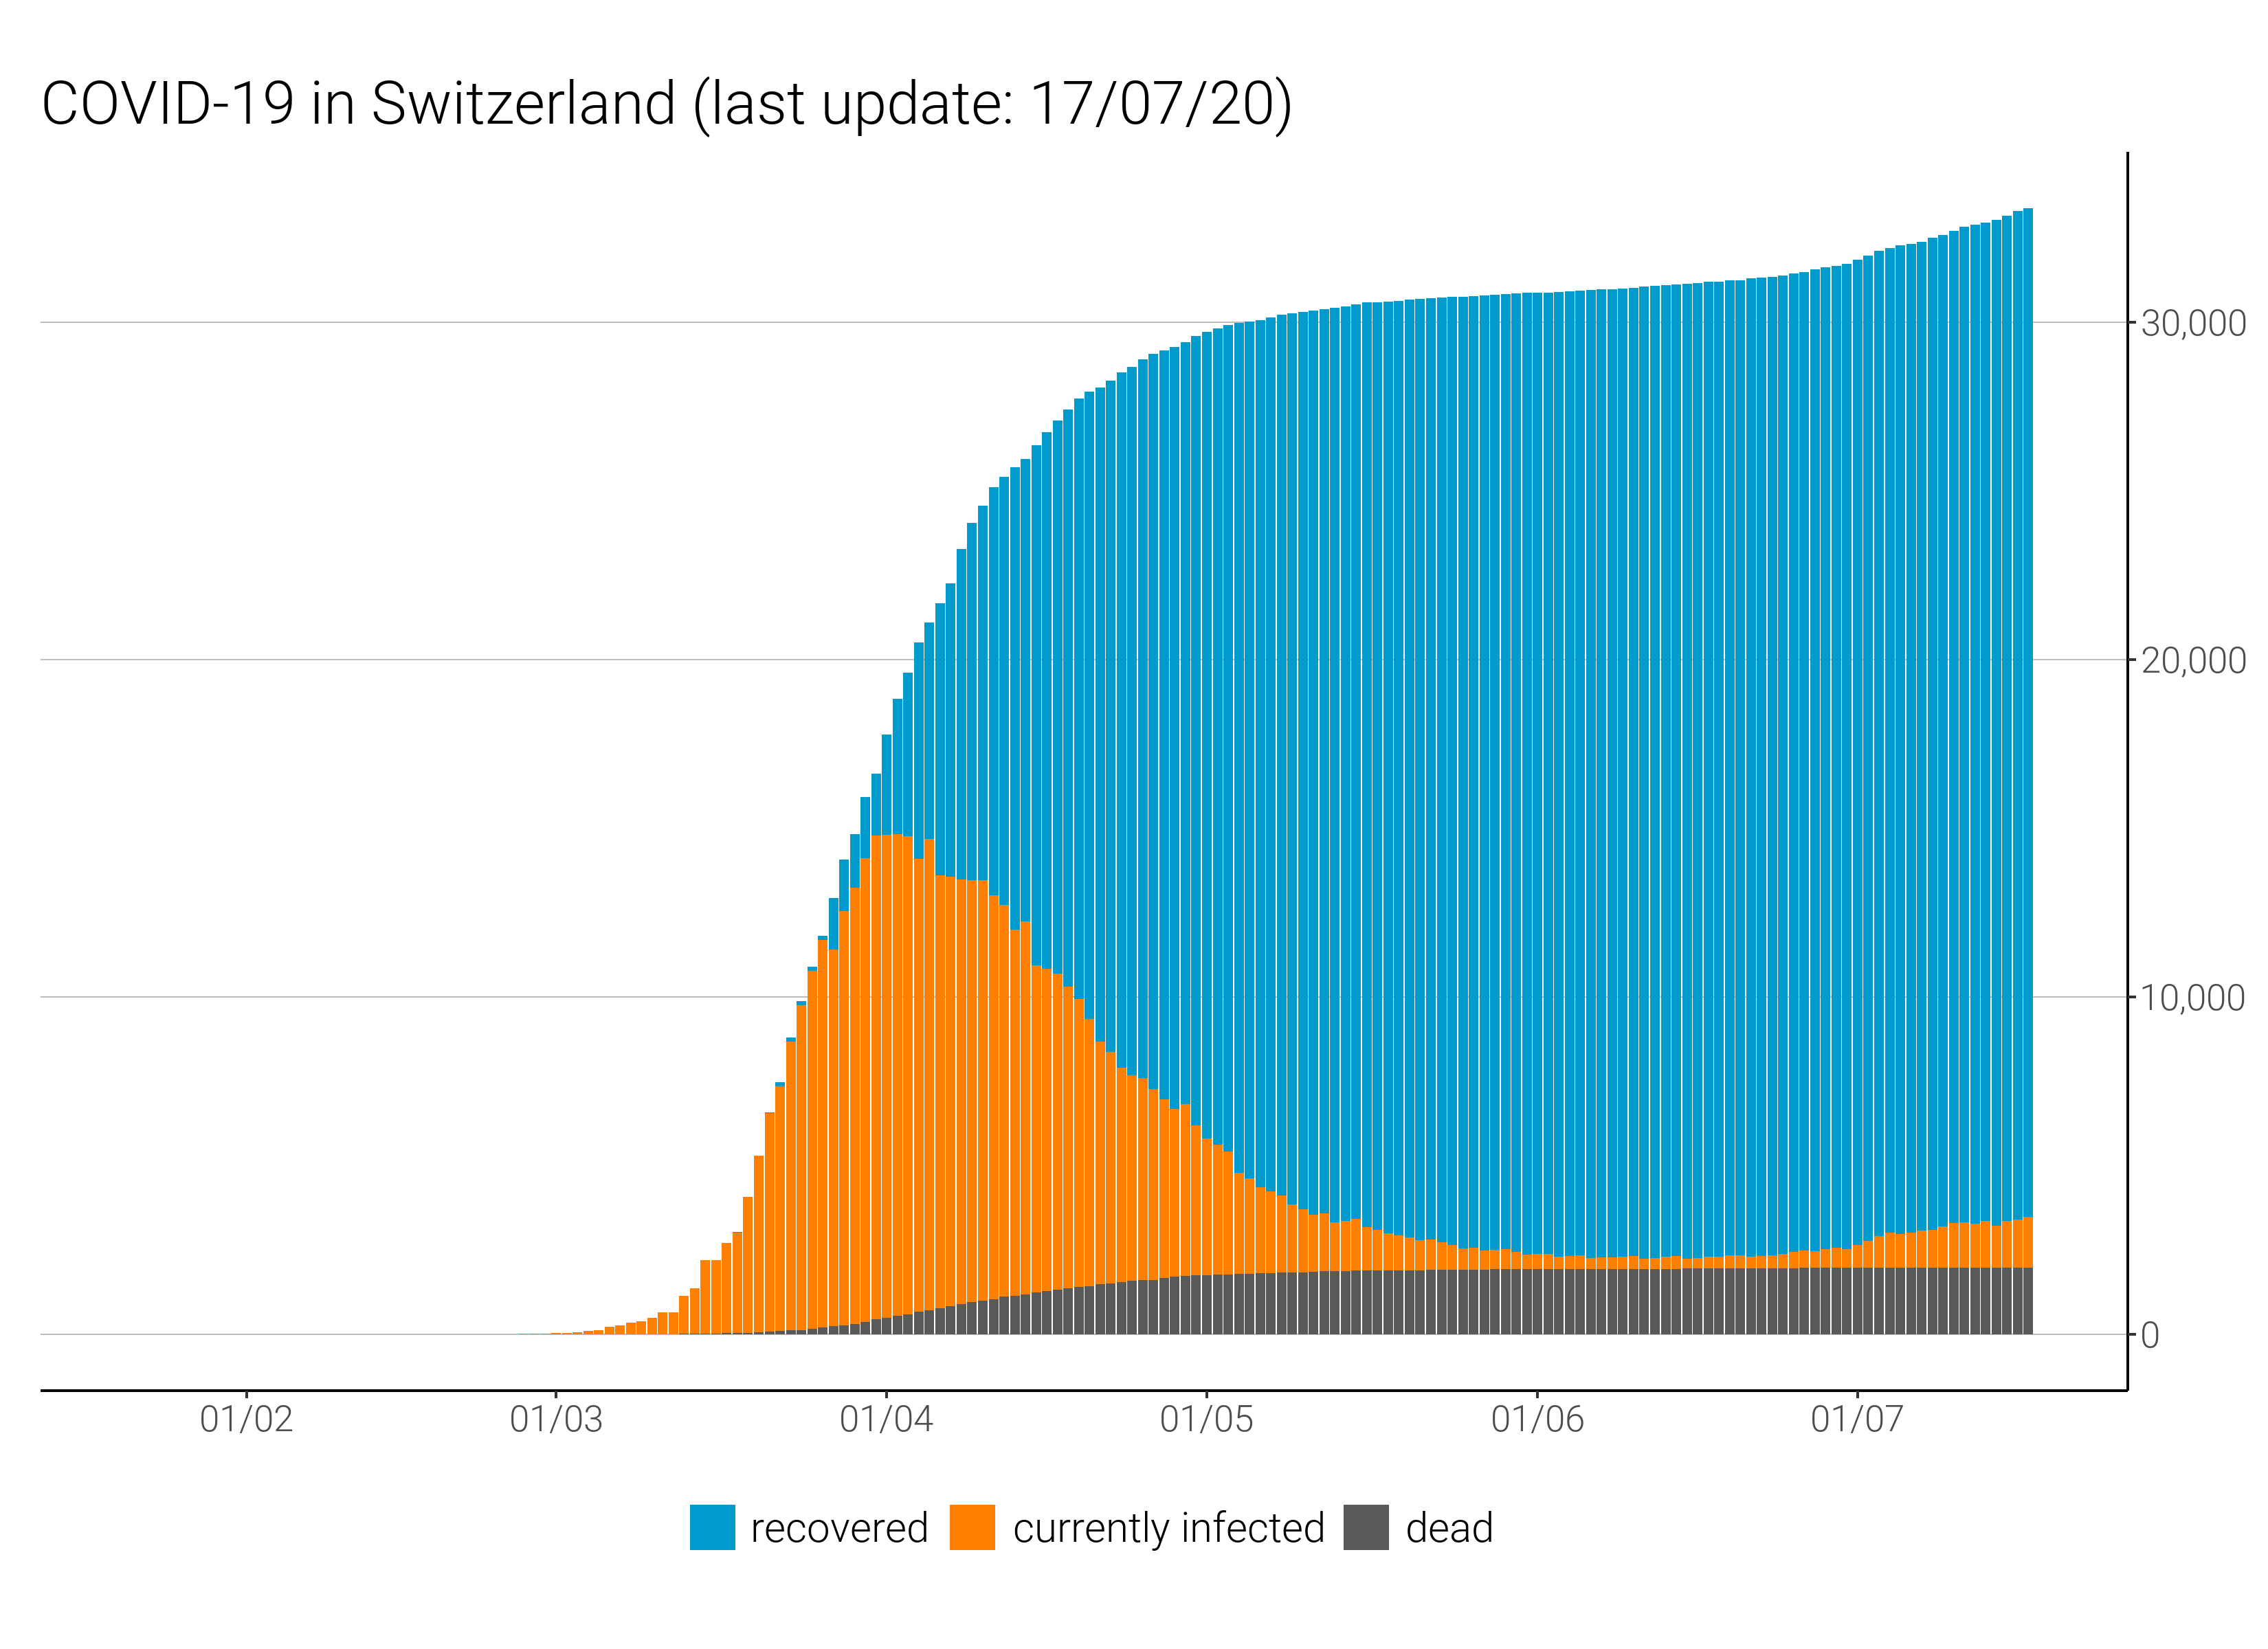 COVID-19 in Switzerland (last update: 17/07/20)
30,000
20,000
10,000
0
01/02 01/03 01/04 01/05 01/06 01/07
recovered currently infected dead